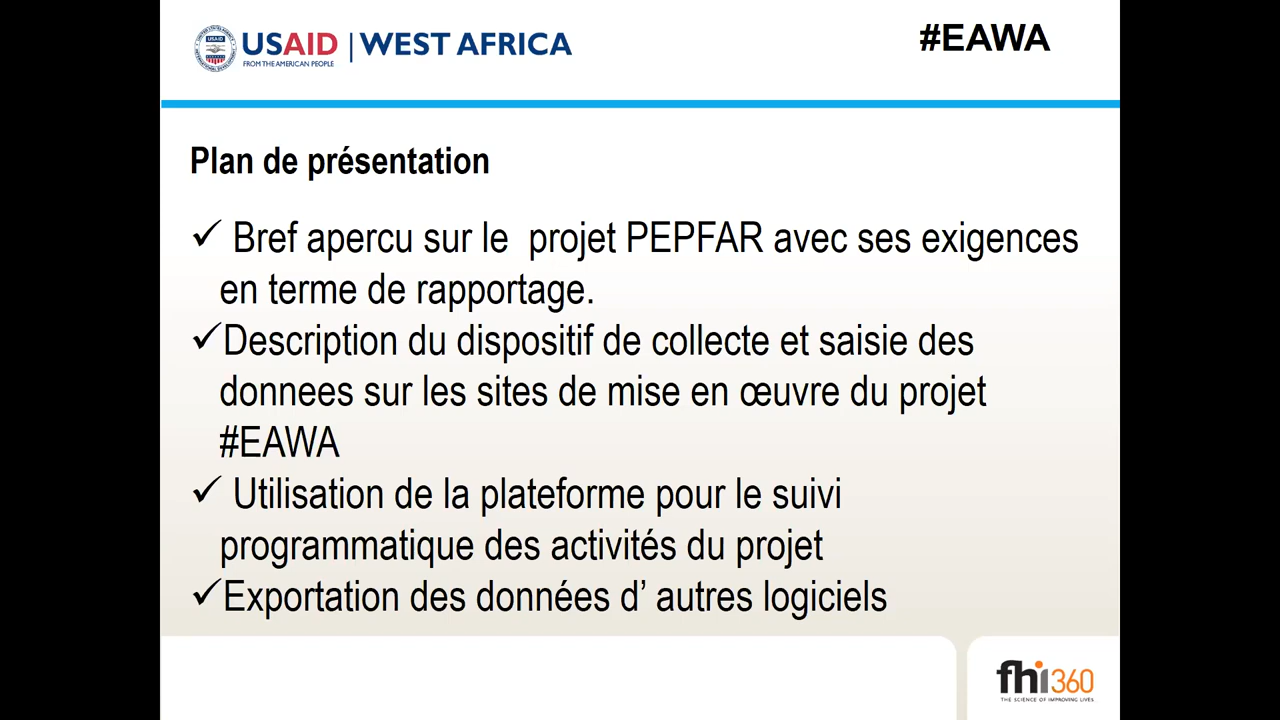 USAID | WEST AFRICA
FROM THE AMERICAN PEOPLE
#EAWA
Plan de présentation
✓ Bref apercu sur le projet PEPFAR avec ses exigences
en terme de rapportage.
✓Description du dispositif de collecte et saisie des
donnees sur les sites de mise en œuvre du projet
#EAWA
✓ Utilisation de la plateforme pour le suivi
programmatique des activités du projet
✓Exportation des données d’ autres logiciels
fhi360
THE SCIENCE OF IMPROVING LIVES